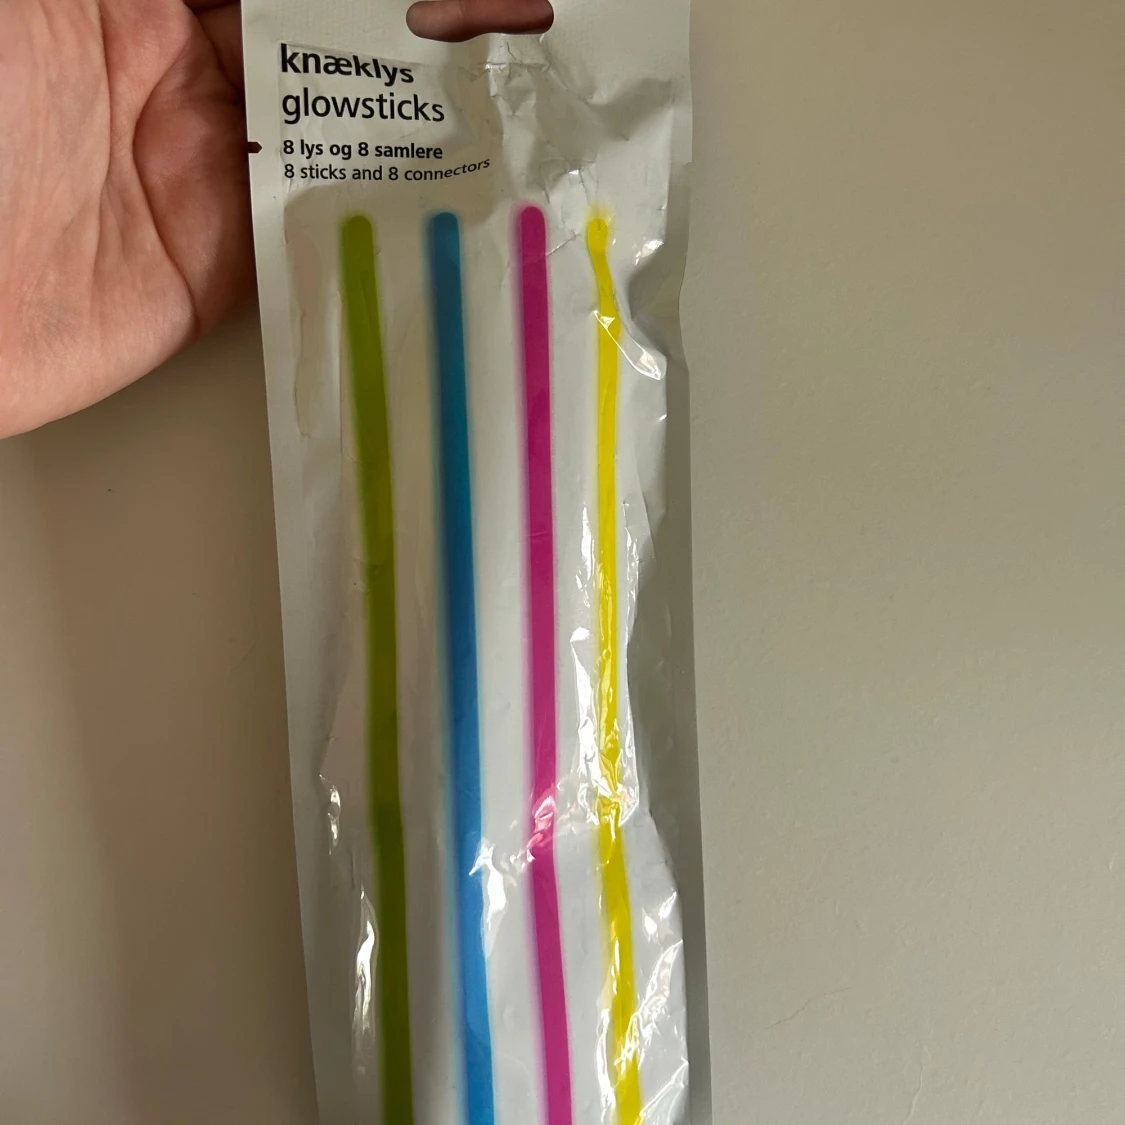 knæklys
glowsticks
8 lys og 8 samlere
8 sticks and 8 connectors